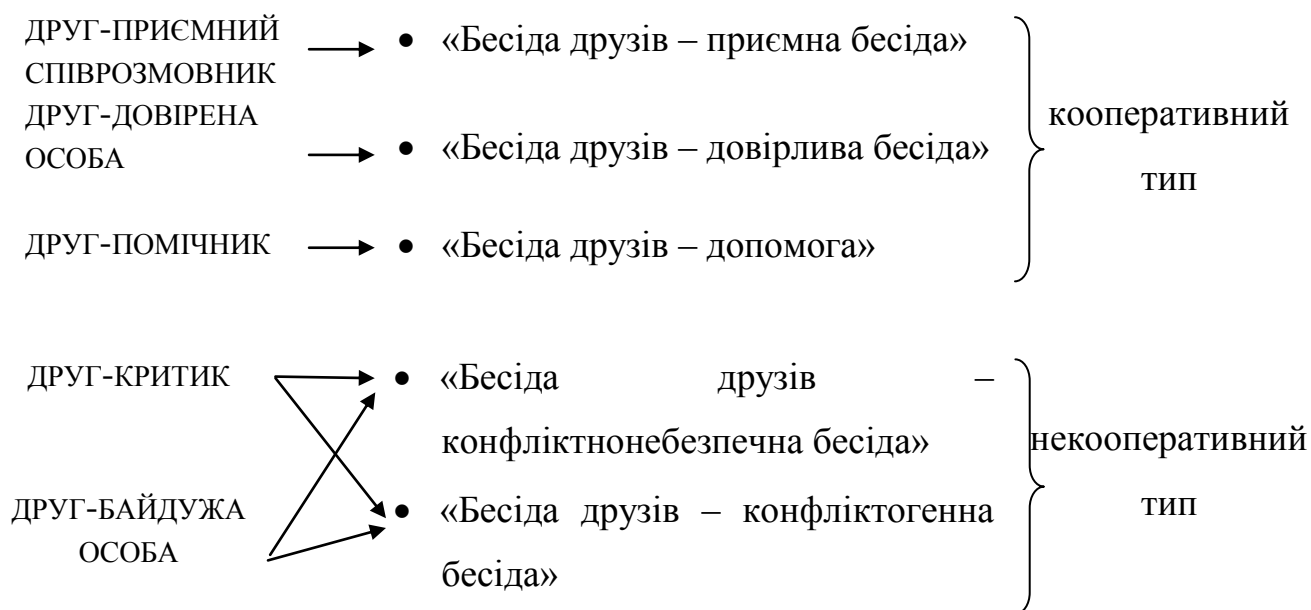 ДРУГ-ПРИЄМНИЙ
СПІВРОЗМОВНИК
• «Бесіда друзів – приємна бесіда»
ДРУГ-ДОВІРЕНА
ОСОБА
• «Бесіда друзів – довірлива бесіда»
ДРУГ-ПОМІЧНИК
• «Бесіда друзів – допомога»
кооперативний
тип
ДРУГ-КРИТИК
• «Бесіда друзів –
конфліктнонебезпечна бесіда»
ДРУГ-БАЙДУЖА
ОСОБА
• «Бесіда друзів – конфліктогенна
бесіда»
некооперативний
тип